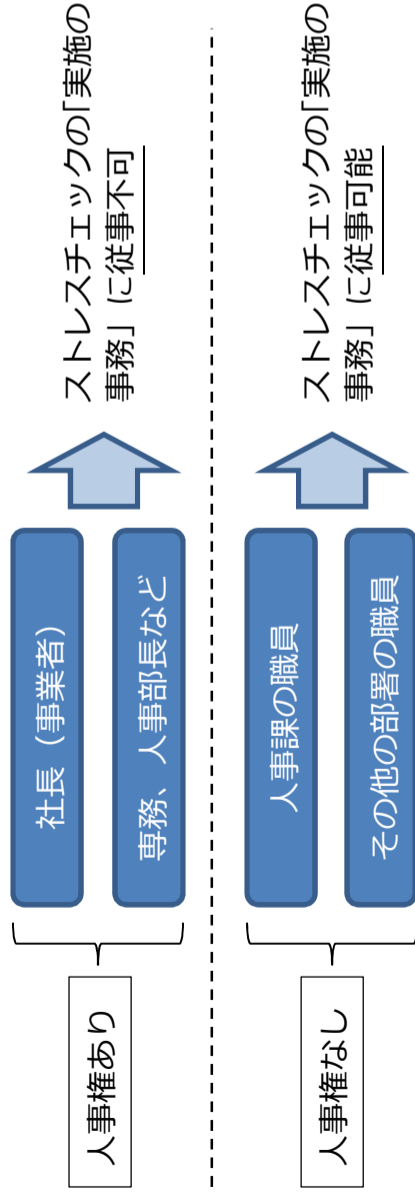 人事権あり
社長（事業者）
専務、人事部長など
ストレスチェックの「実施の
事務」に従事不可
人事権なし
人事課の職員
その他の部署の職員
ストレスチェックの「実施の
事務」に従事可能